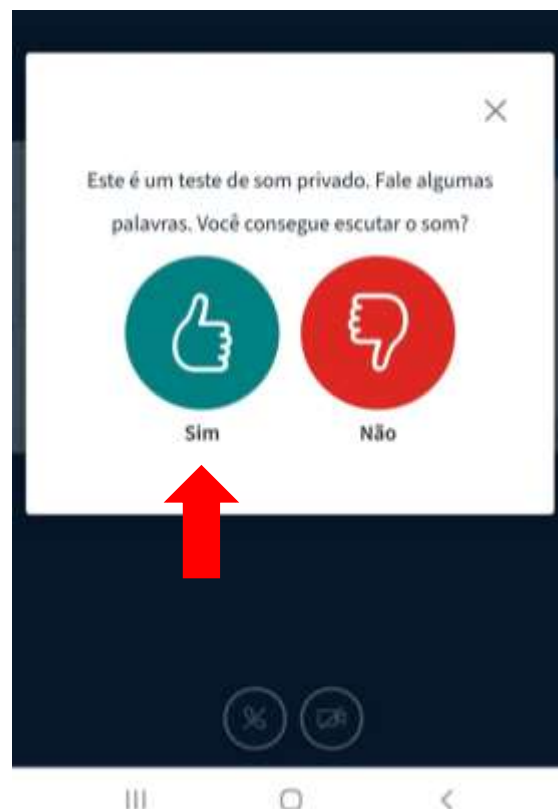 Este é um teste de som privado. Fale algumas
palavras. Você consegue escutar o som?
Sim
Não